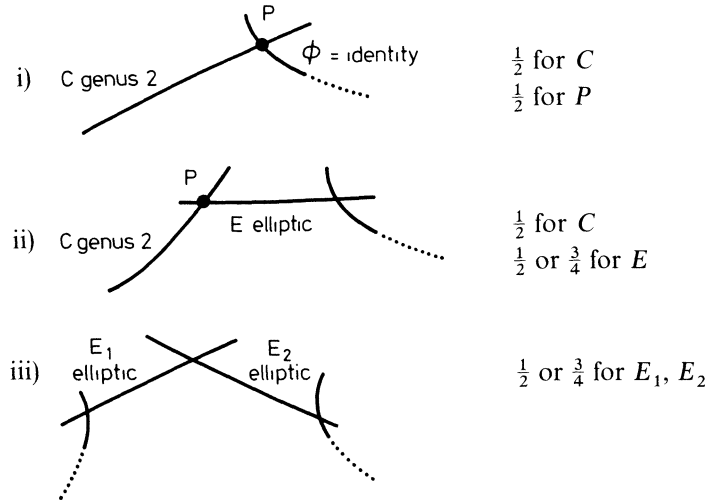 P
i) C genus 2
ϕ = identity
½ for C
½ for P
P
ii) C genus 2
E elliptic
½ for C
½ or ¾ for E
iii) E₁ elliptic
E₂ elliptic
½ or ¾ for E₁, E₂